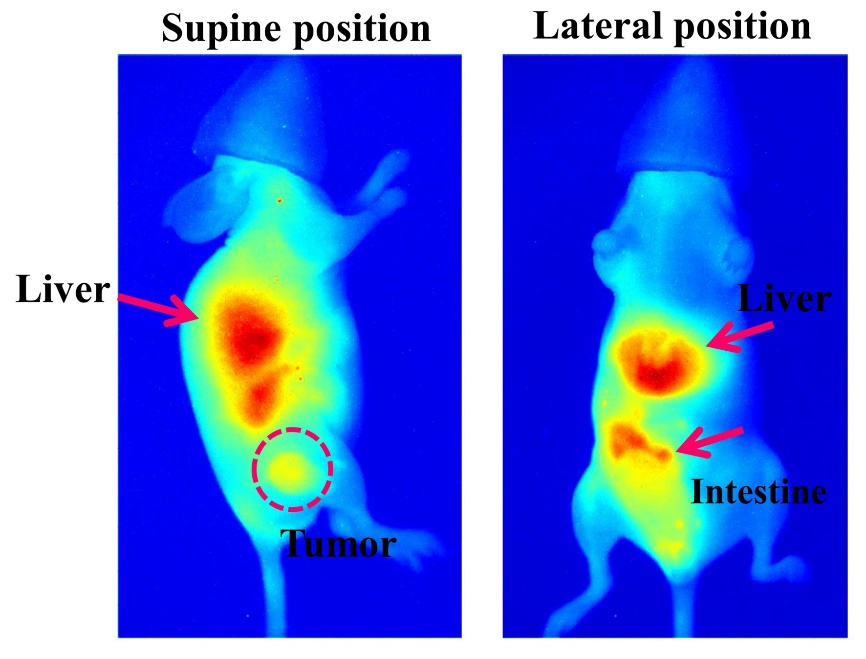 Supine position
Lateral position
Liver
Liver
Intestine
Tumor